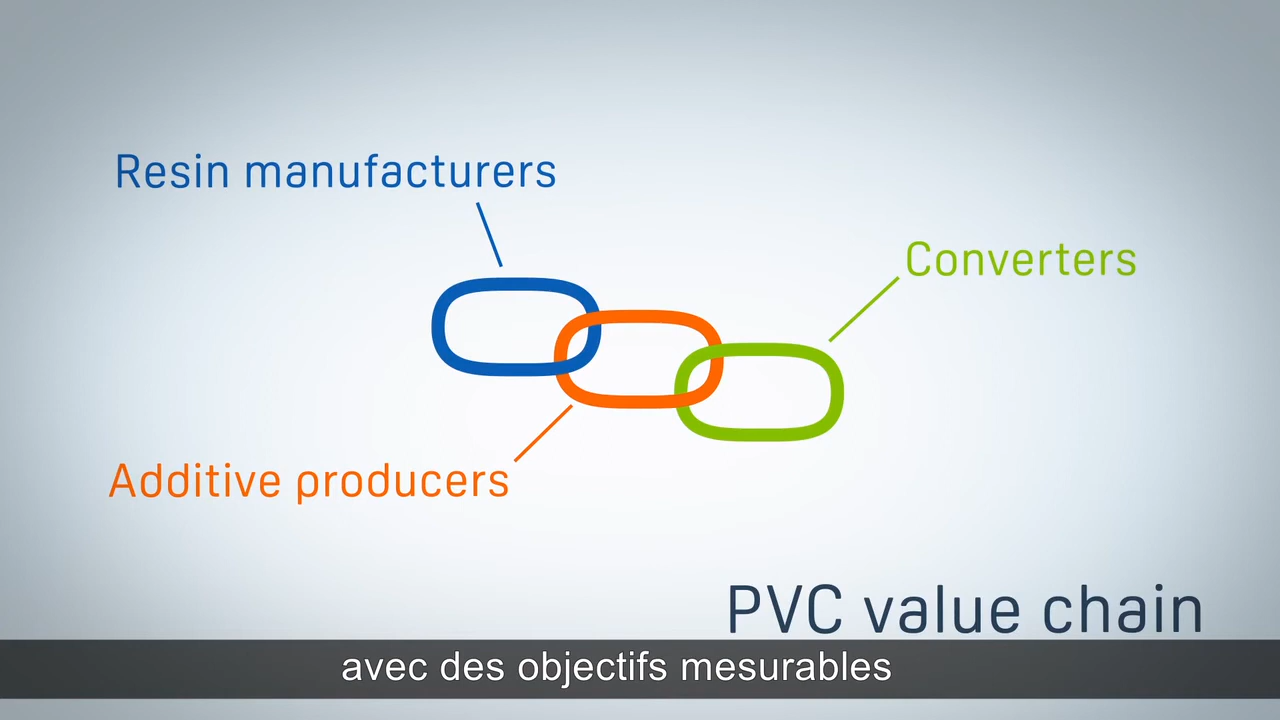 Resin manufacturers
Converters
Additive producers
PVC value chain
avec des objectifs mesurables